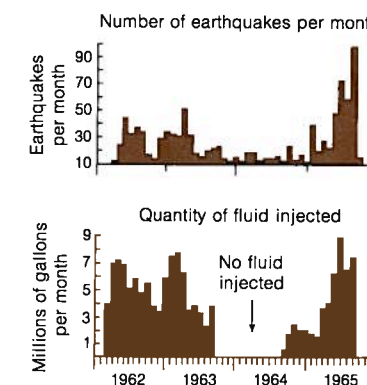 Number of earthquakes per mont
Earthquakes
per month
90
70
50
30
10
Quantity of fluid injected
Millions of gallons
per month
9
7
5
3
1
No fluid
injected
1962 1963 1964 1965